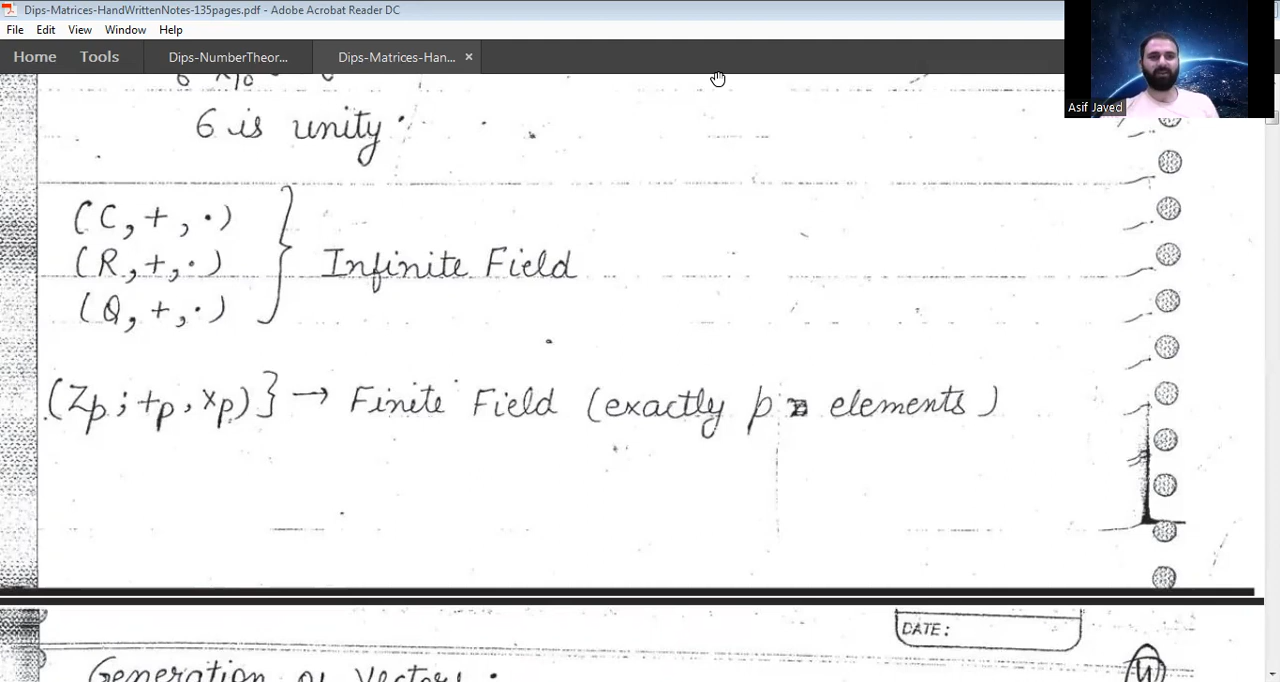 Dips-Matrices-HandWrittenNotes-135pages.pdf - Adobe Acrobat Reader DC
File Edit View Window Help
Home Tools Dips-NumberTheor... Dips-Matrices-Han... ×
Asif Javed
6 is unity
(C, +, ·)
(R, +, ·)
(Q, +, ·)
} Infinite Field
(Zp ; +p, xp)} → Finite Field (exactly p elements)
DATE:
Generation of Vectors :